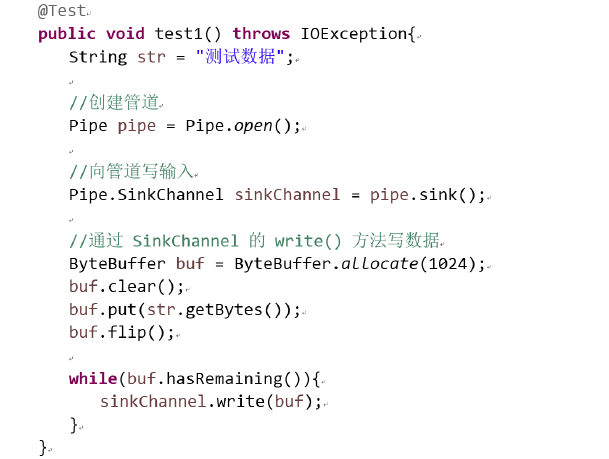 @Test
public void test1() throws IOException{
String str = "测试数据";
//创建管道
Pipe pipe = Pipe.open();
//向管道写输入
Pipe.SinkChannel sinkChannel = pipe.sink();
//通过 SinkChannel 的 write() 方法写数据
ByteBuffer buf = ByteBuffer.allocate(1024);
buf.clear();
buf.put(str.getBytes());
buf.flip();
while(buf.hasRemaining()){
sinkChannel.write(buf);
}
}